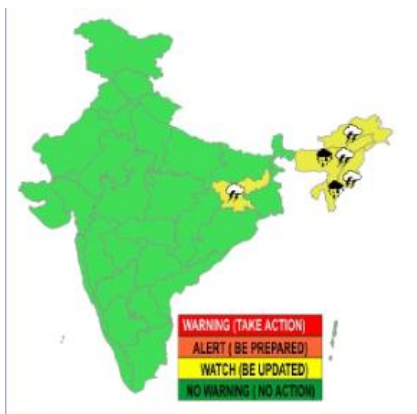 WARNING (TAKE ACTION)
ALERT ( BE PREPARED)
WATCH (BE UPDATED)
NO WARNING ( NO ACTION)